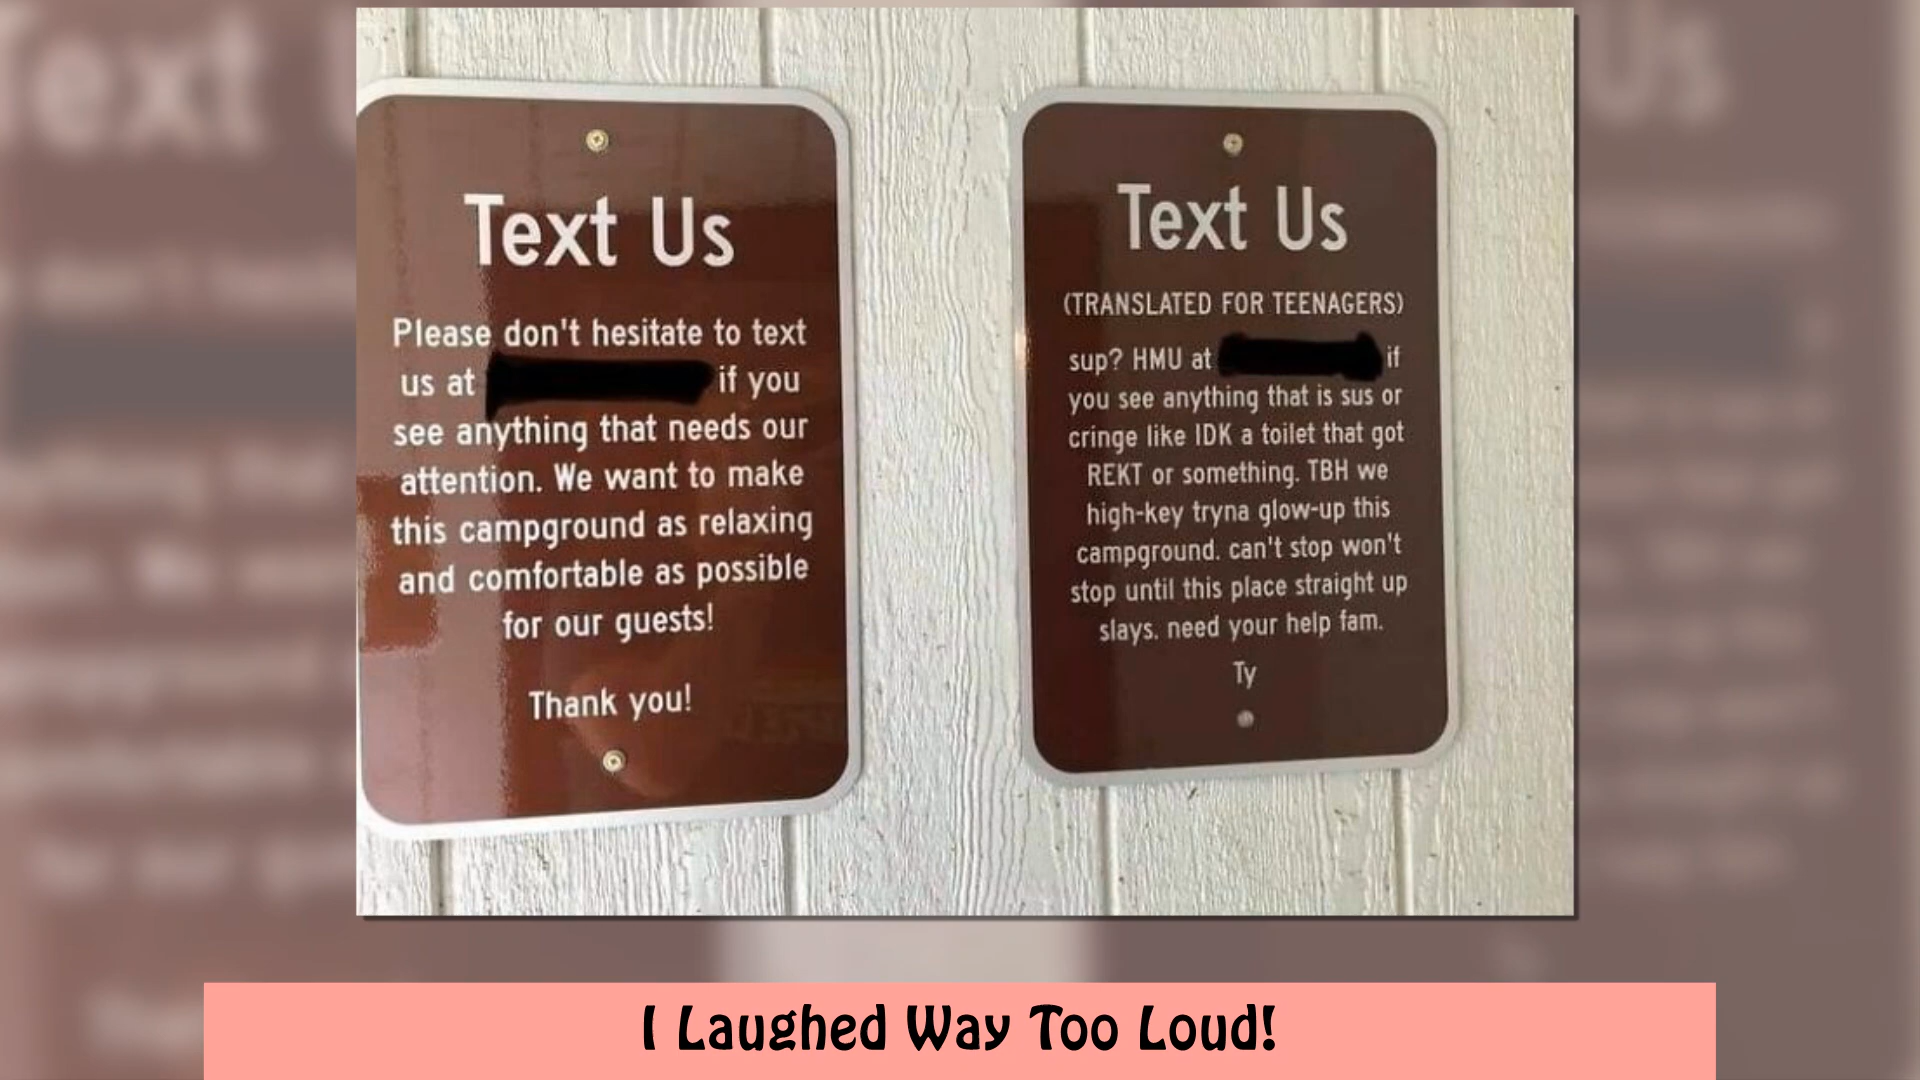 Text Us
Please don't hesitate to text
us at if you
see anything that needs our
attention. We want to make
this campground as relaxing
and comfortable as possible
for our guests!
Thank you!
Text Us
(TRANSLATED FOR TEENAGERS)
sup? HMU at if
you see anything that is sus or
cringe like IDK a toilet that got
REKT or something. TBH we
high-key tryna glow-up this
campground. can't stop won't
stop until this place straight up
slays. need your help fam.
Ty
I Laughed Way Too Loud!